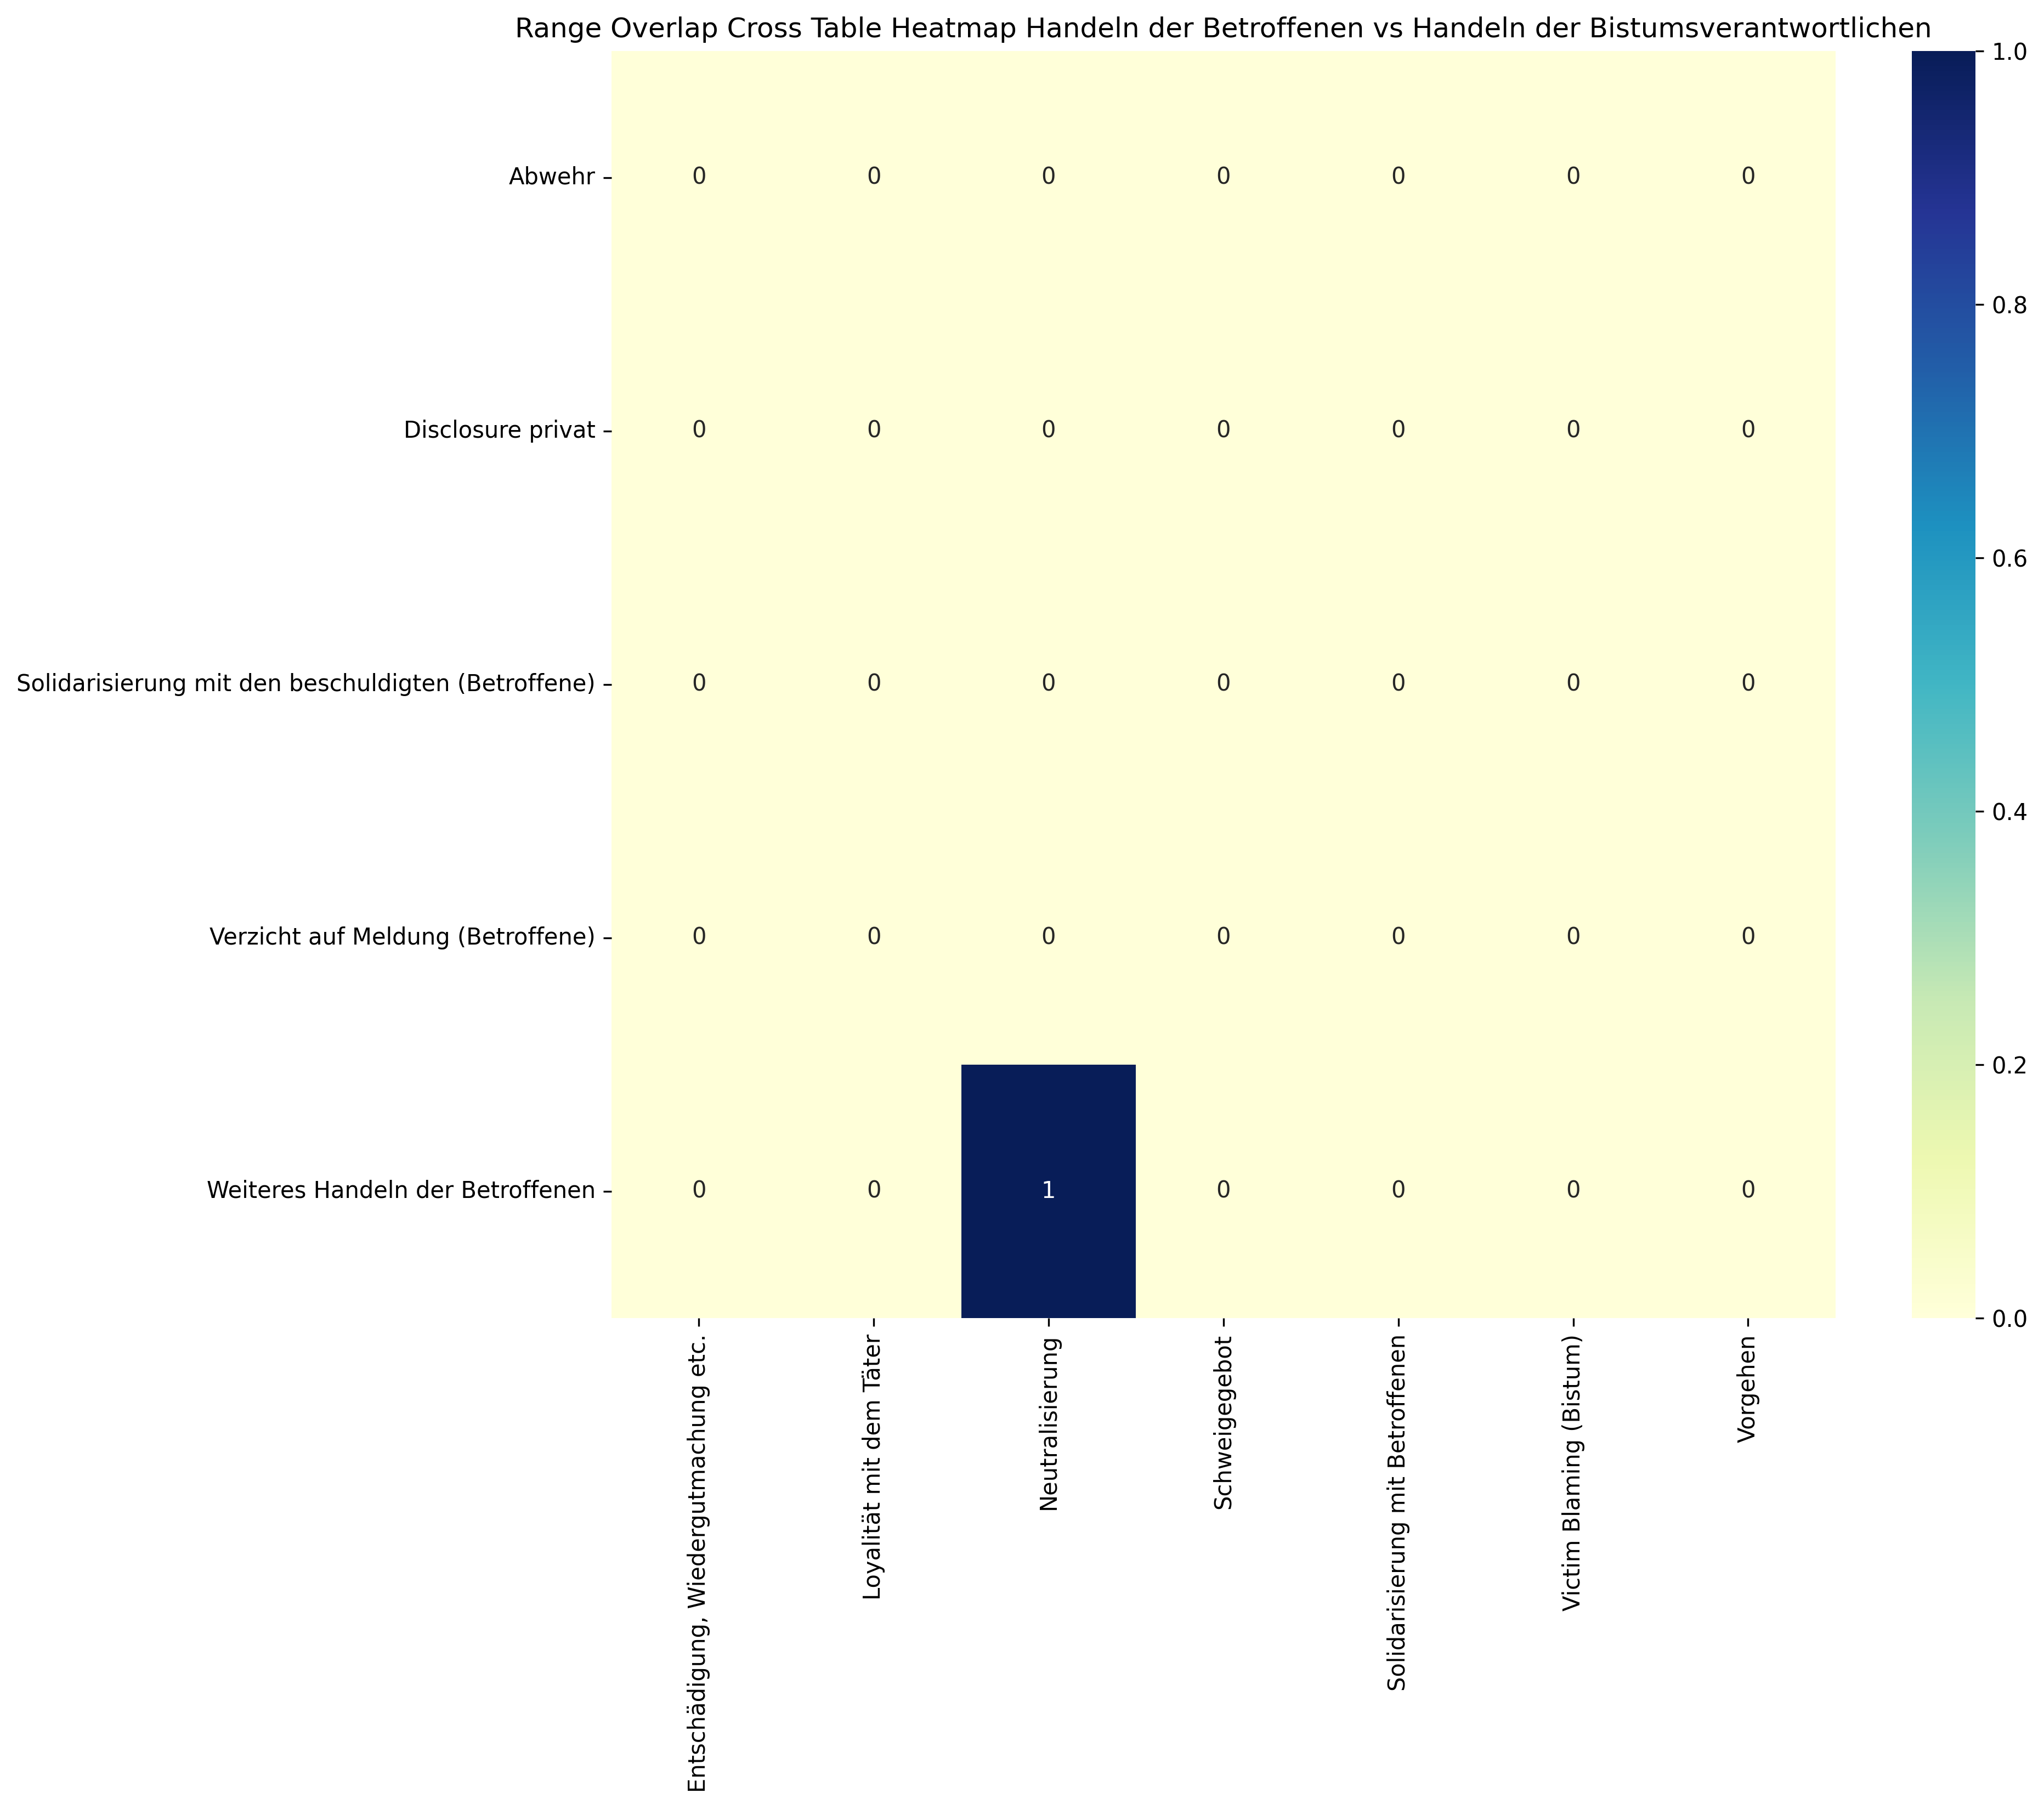 Range Overlap Cross Table Heatmap Handeln der Betroffenen vs Handeln der Bistumsverantwortlichen
Abwehr 0 0 0 0 0 0 0
Disclosure privat 0 0 0 0 0 0 0
Solidarisierung mit den beschuldigten (Betroffene) 0 0 0 0 0 0 0
Verzicht auf Meldung (Betroffene) 0 0 0 0 0 0 0
Weiteres Handeln der Betroffenen 0 0 1 0 0 0 0
Entschädigung, Wiedergutmachung etc.
Loyalität mit dem Täter
Neutralisierung
Schweigegebot
Solidarisierung mit Betroffenen
Victim Blaming (Bistum)
Vorgehen
1.0
0.8
0.6
0.4
0.2
0.0